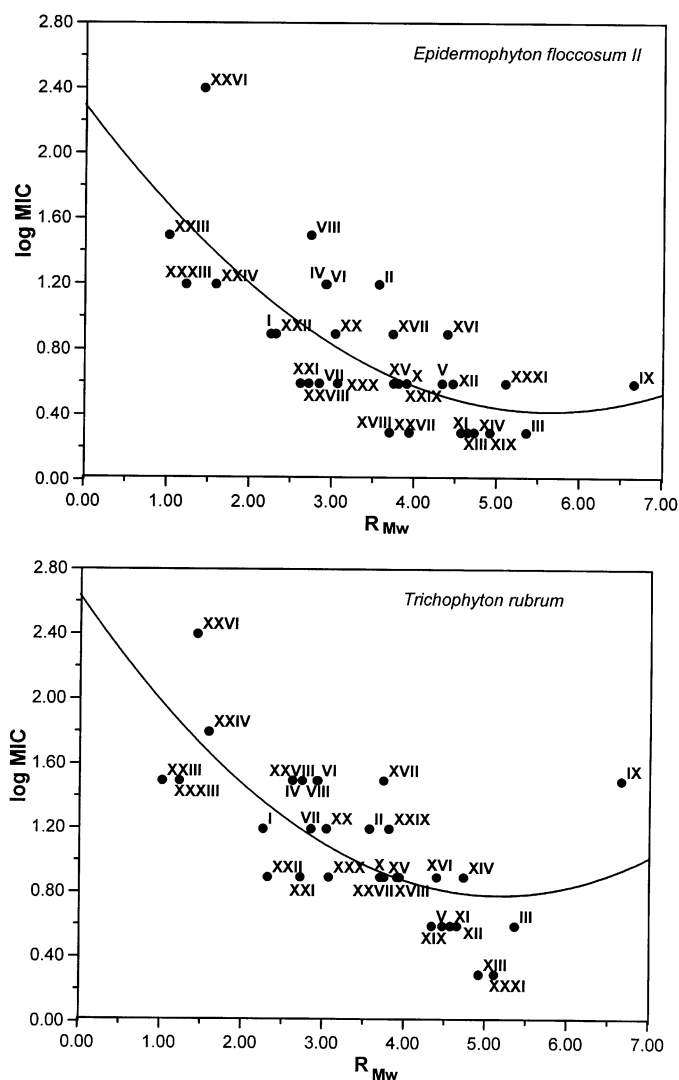 2.80
Epidermophyton floccosum II
2.40
XXVI
2.00
log MIC
1.60
XXIII
VIII
XXXIII XXIV
IV VI
II
1.20
I
XXII
XX
XVII
XVI
0.80
XXI
VII
XXX
XV
X
V
XII
XXXI
IX
XXVIII
XXIX
0.40
XVIII XXVII
XI
XIV
III
XIII XIX
0.00
0.00 1.00 2.00 3.00 4.00 5.00 6.00 7.00
R Mw
2.80
Trichophyton rubrum
2.40
XXVI
2.00
log MIC
XXIV
1.60
XXIII
XXVIII VI
XVII
IX
XXXIII
IV VIII
1.20
I
VII
XX
II
XXIX
XXII
XXX
X
XV
XVI
XIV
0.80
XXI
XXVII XVIII
V
XI
III
XIX
XII
0.40
XIII
XXXI
0.00
0.00 1.00 2.00 3.00 4.00 5.00 6.00 7.00
R Mw